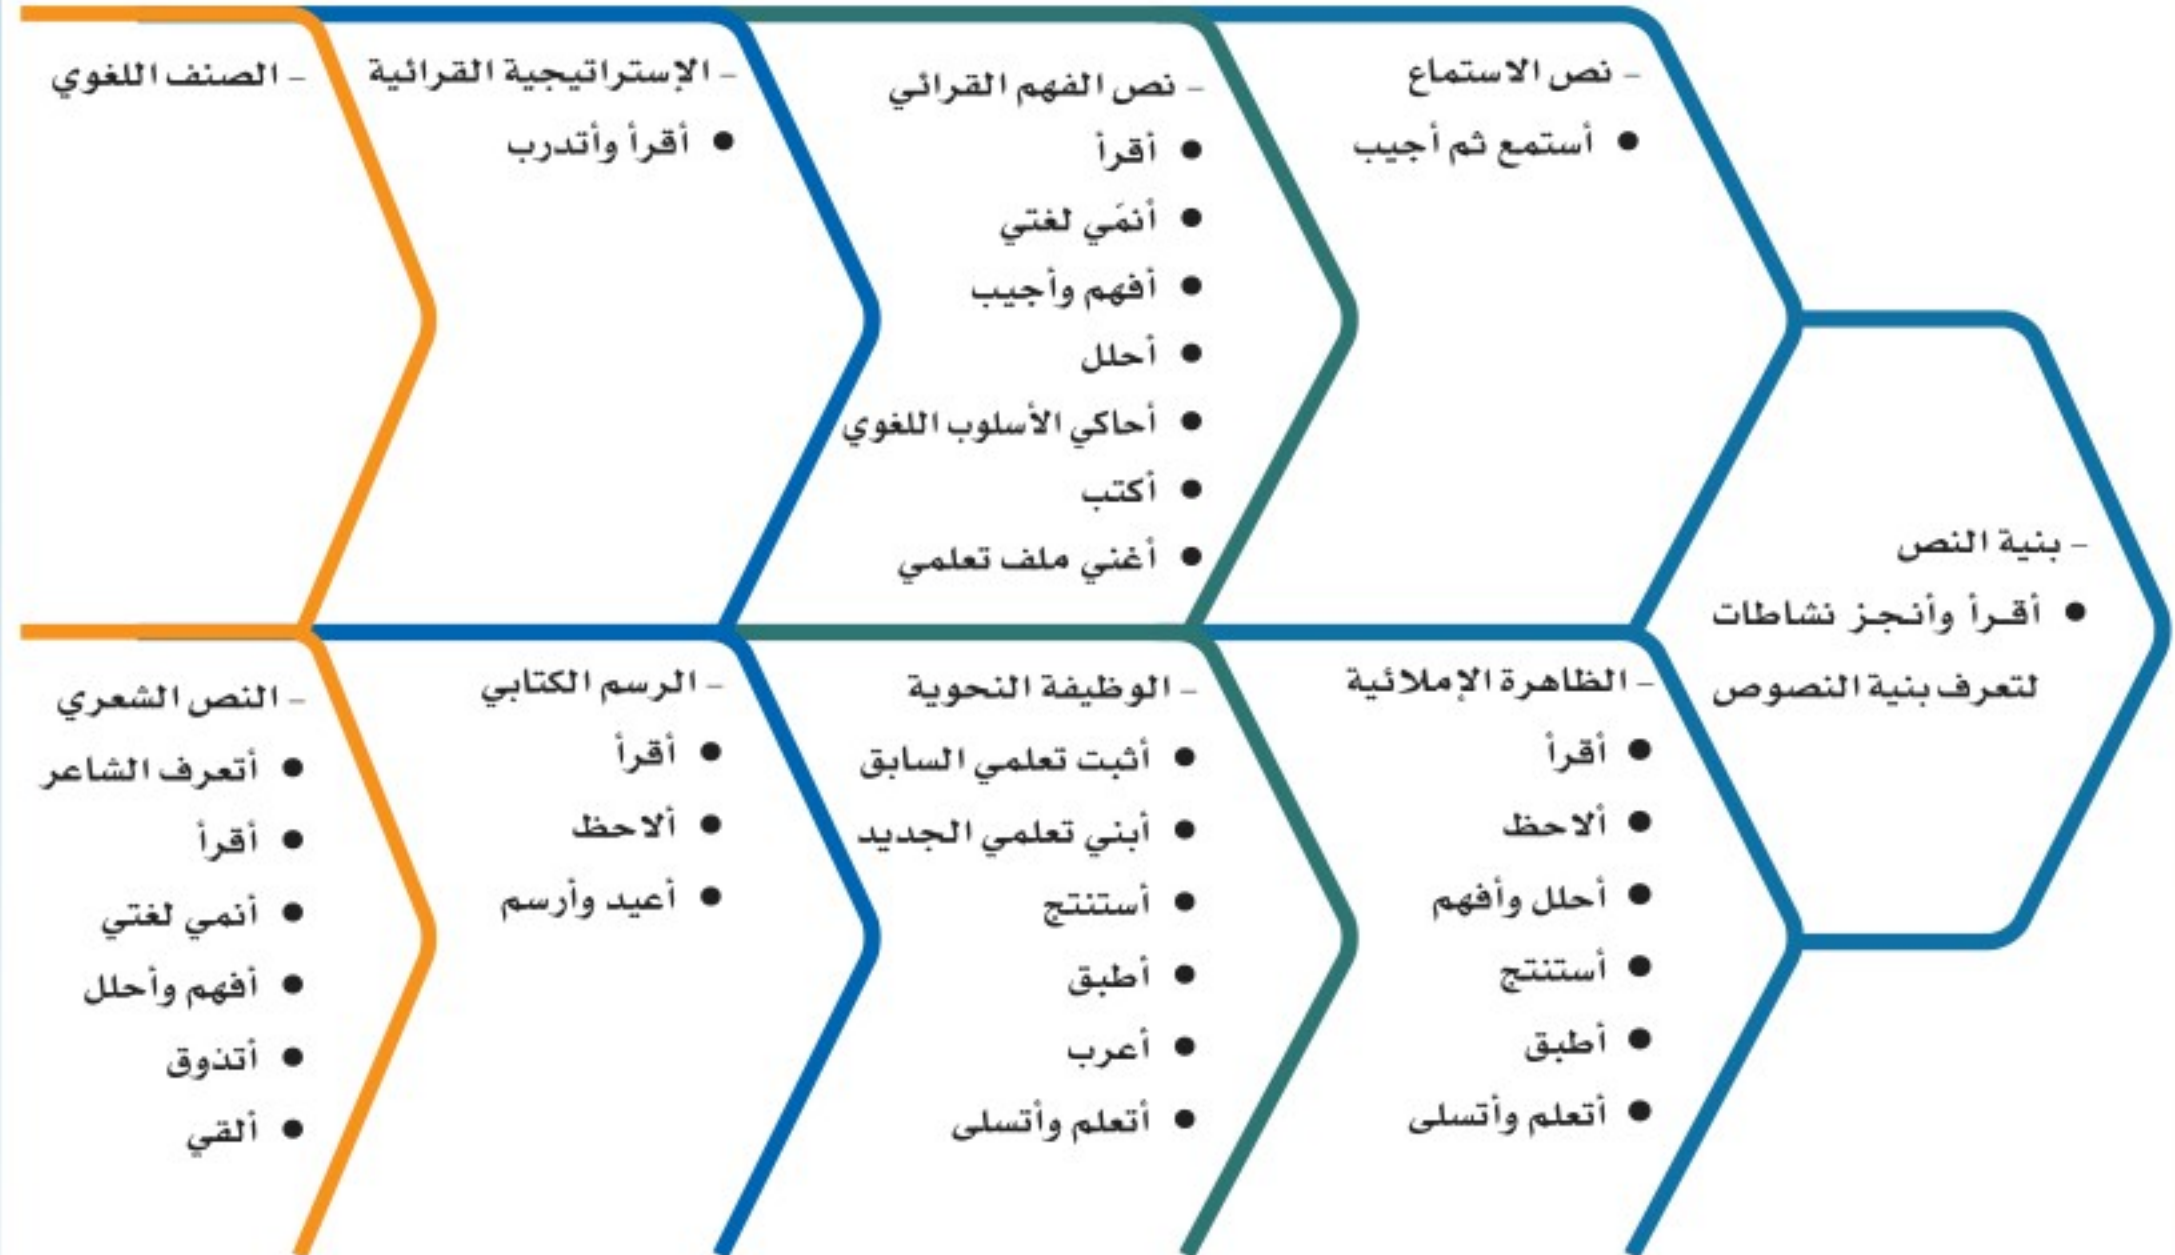 – بنية النص
● أقـرأ وأنـجـز نشاطات
لتعرف بنية النصوص
– نص الاستماع
● أستمع ثم أجيب
– نص الفهم القرائي
● أقرأ
● أنمَي لغتي
● أفهم وأجيب
● أحلل
● أحاكي الأسلوب اللغوي
● أكتب
● أغني ملف تعلمي
– الإستراتيجية القرائية
● أقرأ وأتدرب
– الصنف اللغوي
– الظاهرة الإملائية
● أقرأ
● ألاحظ
● أحلل وأفهم
● أستنتج
● أطبق
● أتعلم وأتسلى
– الوظيفة النحوية
● أثبت تعلمي السابق
● أبني تعلمي الجديد
● أستنتج
● أطبق
● أعرب
● أتعلم وأتسلى
– الرسم الكتابي
● أقرأ
● ألاحظ
● أعيد وأرسم
– النص الشعري
● أتعرف الشاعر
● أقرأ
● أنمي لغتي
● أفهم وأحلل
● أتذوق
● ألقي